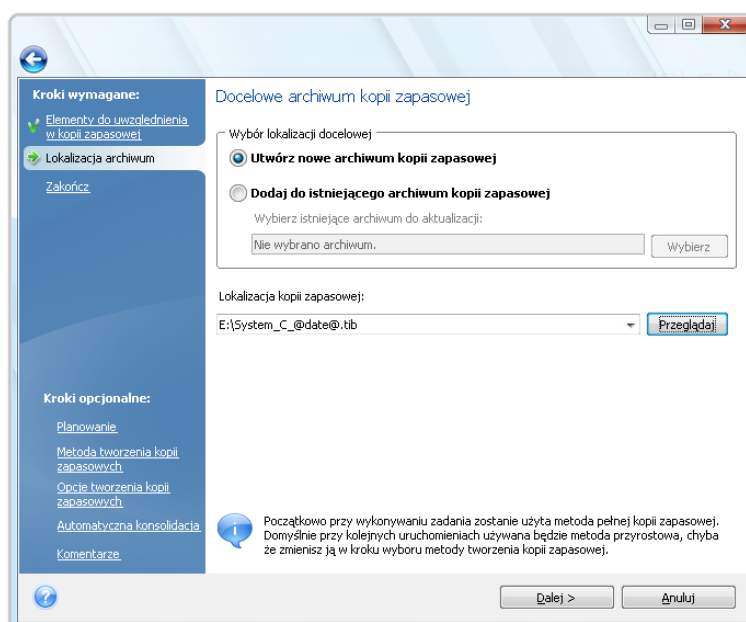 Kroki wymagane:
Elementy do uwzględnienia
w kopii zapasowej
Lokalizacja archiwum
Zakończ
Kroki opcjonalne:
Planowanie
Metoda tworzenia kopii
zapasowych
Opcje tworzenia kopii
zapasowych
Automatyczna konsolidacja
Komentarze
Docelowe archiwum kopii zapasowej
Wybór lokalizacji docelowej
Utwórz nowe archiwum kopii zapasowej
Dodaj do istniejącego archiwum kopii zapasowej
Wybierz istniejące archiwum do aktualizacji:
Nie wybrano archiwum.
Wybierz
Lokalizacja kopii zapasowej:
E:\System_C_@date@.tib
Przeglądaj
Początkowo przy wykonywaniu zadania zostanie użyta metoda pełnej kopii zapasowej.
Domyślnie przy kolejnych uruchomieniach używana będzie metoda przyrostowa, chyba
że zmienisz ją w kroku wyboru metody tworzenia kopii zapasowej.
Dalej >
Anuluj